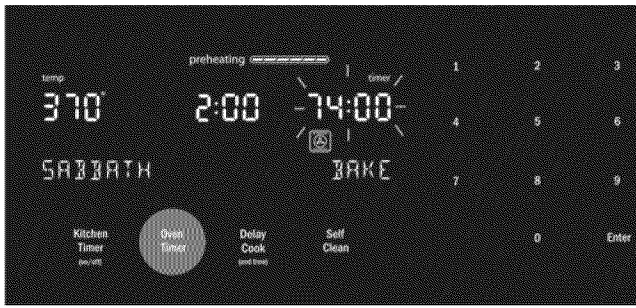 preheating
temp
timer
370°
2:00
74:00
SABBATH
BAKE
1 2 3
4 5 6
7 8 9
0 Enter
Kitchen
Timer
(on/off)
Oven
Timer
Delay
Cook
(end time)
Self
Clean